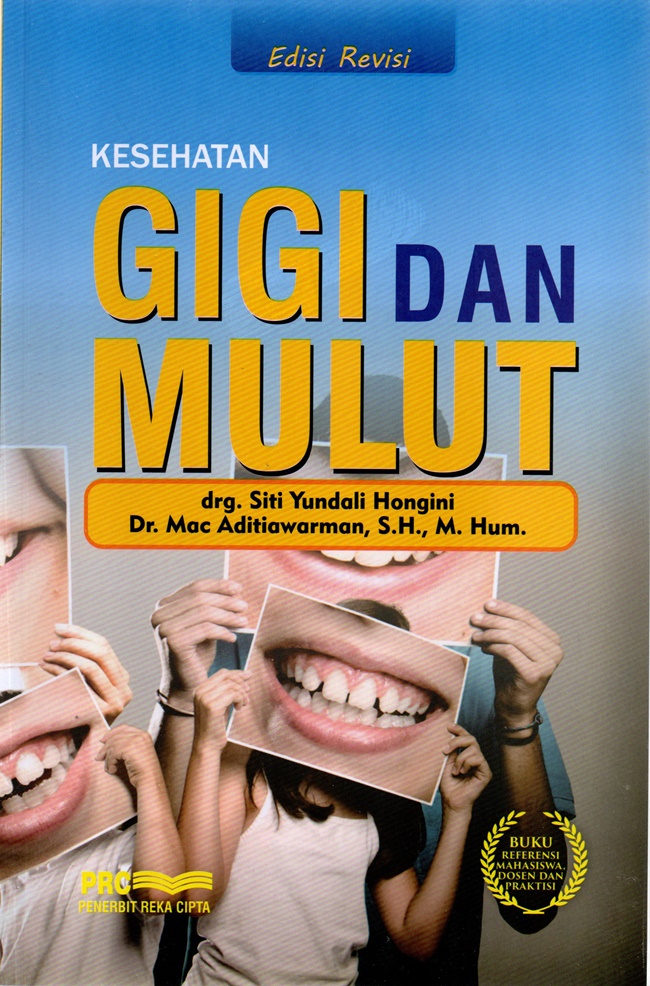 Edisi Revisi
KESEHATAN
GIGI DAN
MULUT
drg. Siti Yundali Hongini
Dr. Mac Aditiawarman, S.H., M. Hum.
PRC
PENERBIT REKA CIPTA
BUKU
REFERENSI
MAHASISWA,
DOSEN DAN
PRAKTISI